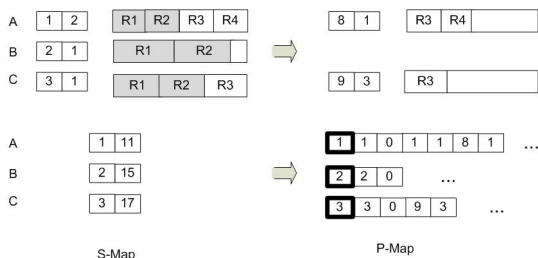 A 1 2 R1 R2 R3 R4 8 1 R3 R4
B 2 1 R1 R2
C 3 1 R1 R2 R3 9 3 R3
A 1 11 1 1 0 1 1 8 1 ...
B 2 15 2 2 0 ...
C 3 17 3 3 0 9 3 ...
S-Map P-Map